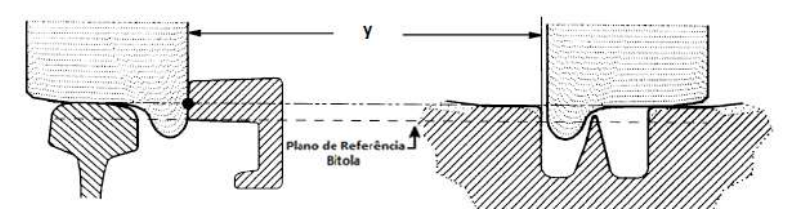 y
Plano de Referência
Bitola